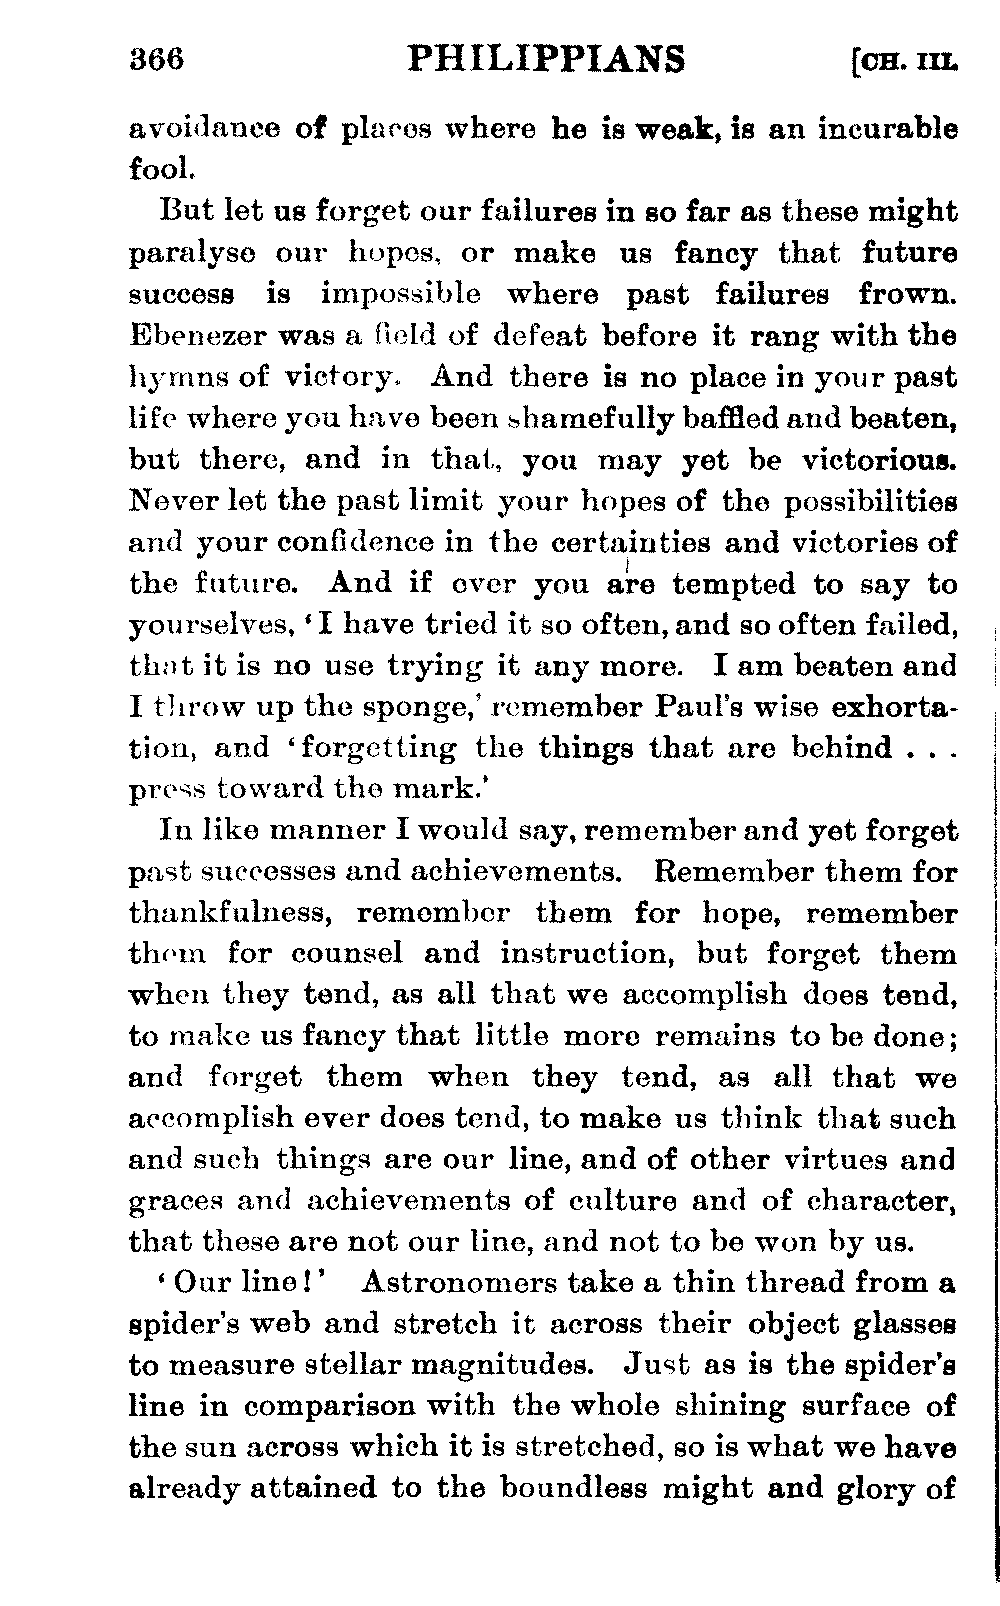 366 PHILIPPIANS [CH. III.
avoidance of places where he is weak, is an incurable
fool.
But let us forget our failures in so far as these might
paralyse our hopes, or make us fancy that future
success is impossible where past failures frown.
Ebenezer was a field of defeat before it rang with the
hymns of victory. And there is no place in your past
life where you have been shamefully baffled and beaten,
but there, and in that, you may yet be victorious.
Never let the past limit your hopes of the possibilities
and your confidence in the certainties and victories of
the future. And if ever you are tempted to say to
yourselves, ‘I have tried it so often, and so often failed,
that it is no use trying it any more. I am beaten and
I throw up the sponge,’ remember Paul’s wise exhorta-
tion, and ‘forgetting the things that are behind . . .
press toward the mark.’
In like manner I would say, remember and yet forget
past successes and achievements. Remember them for
thankfulness, remember them for hope, remember
them for counsel and instruction, but forget them
when they tend, as all that we accomplish does tend,
to make us fancy that little more remains to be done;
and forget them when they tend, as all that we
accomplish ever does tend, to make us think that such
and such things are our line, and of other virtues and
graces and achievements of culture and of character,
that these are not our line, and not to be won by us.
‘Our line!’ Astronomers take a thin thread from a
spider’s web and stretch it across their object glasses
to measure stellar magnitudes. Just as is the spider’s
line in comparison with the whole shining surface of
the sun across which it is stretched, so is what we have
already attained to the boundless might and glory of